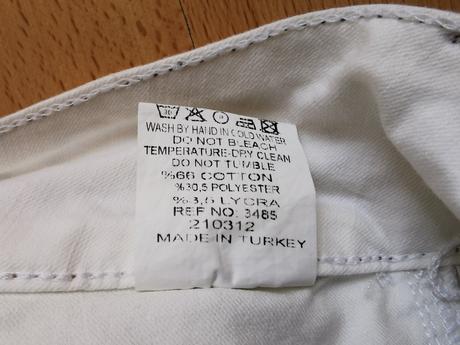 WASH BY HAND IN COLD WATER
DO NOT BLEACH
TEMPERATURE-DRY CLEAN
DO NOT TUMBLE
%66 COTTON
%30,5 POLYESTER
%3,5 LYCRA
REF NO: 3485
210312
MADE IN TURKEY